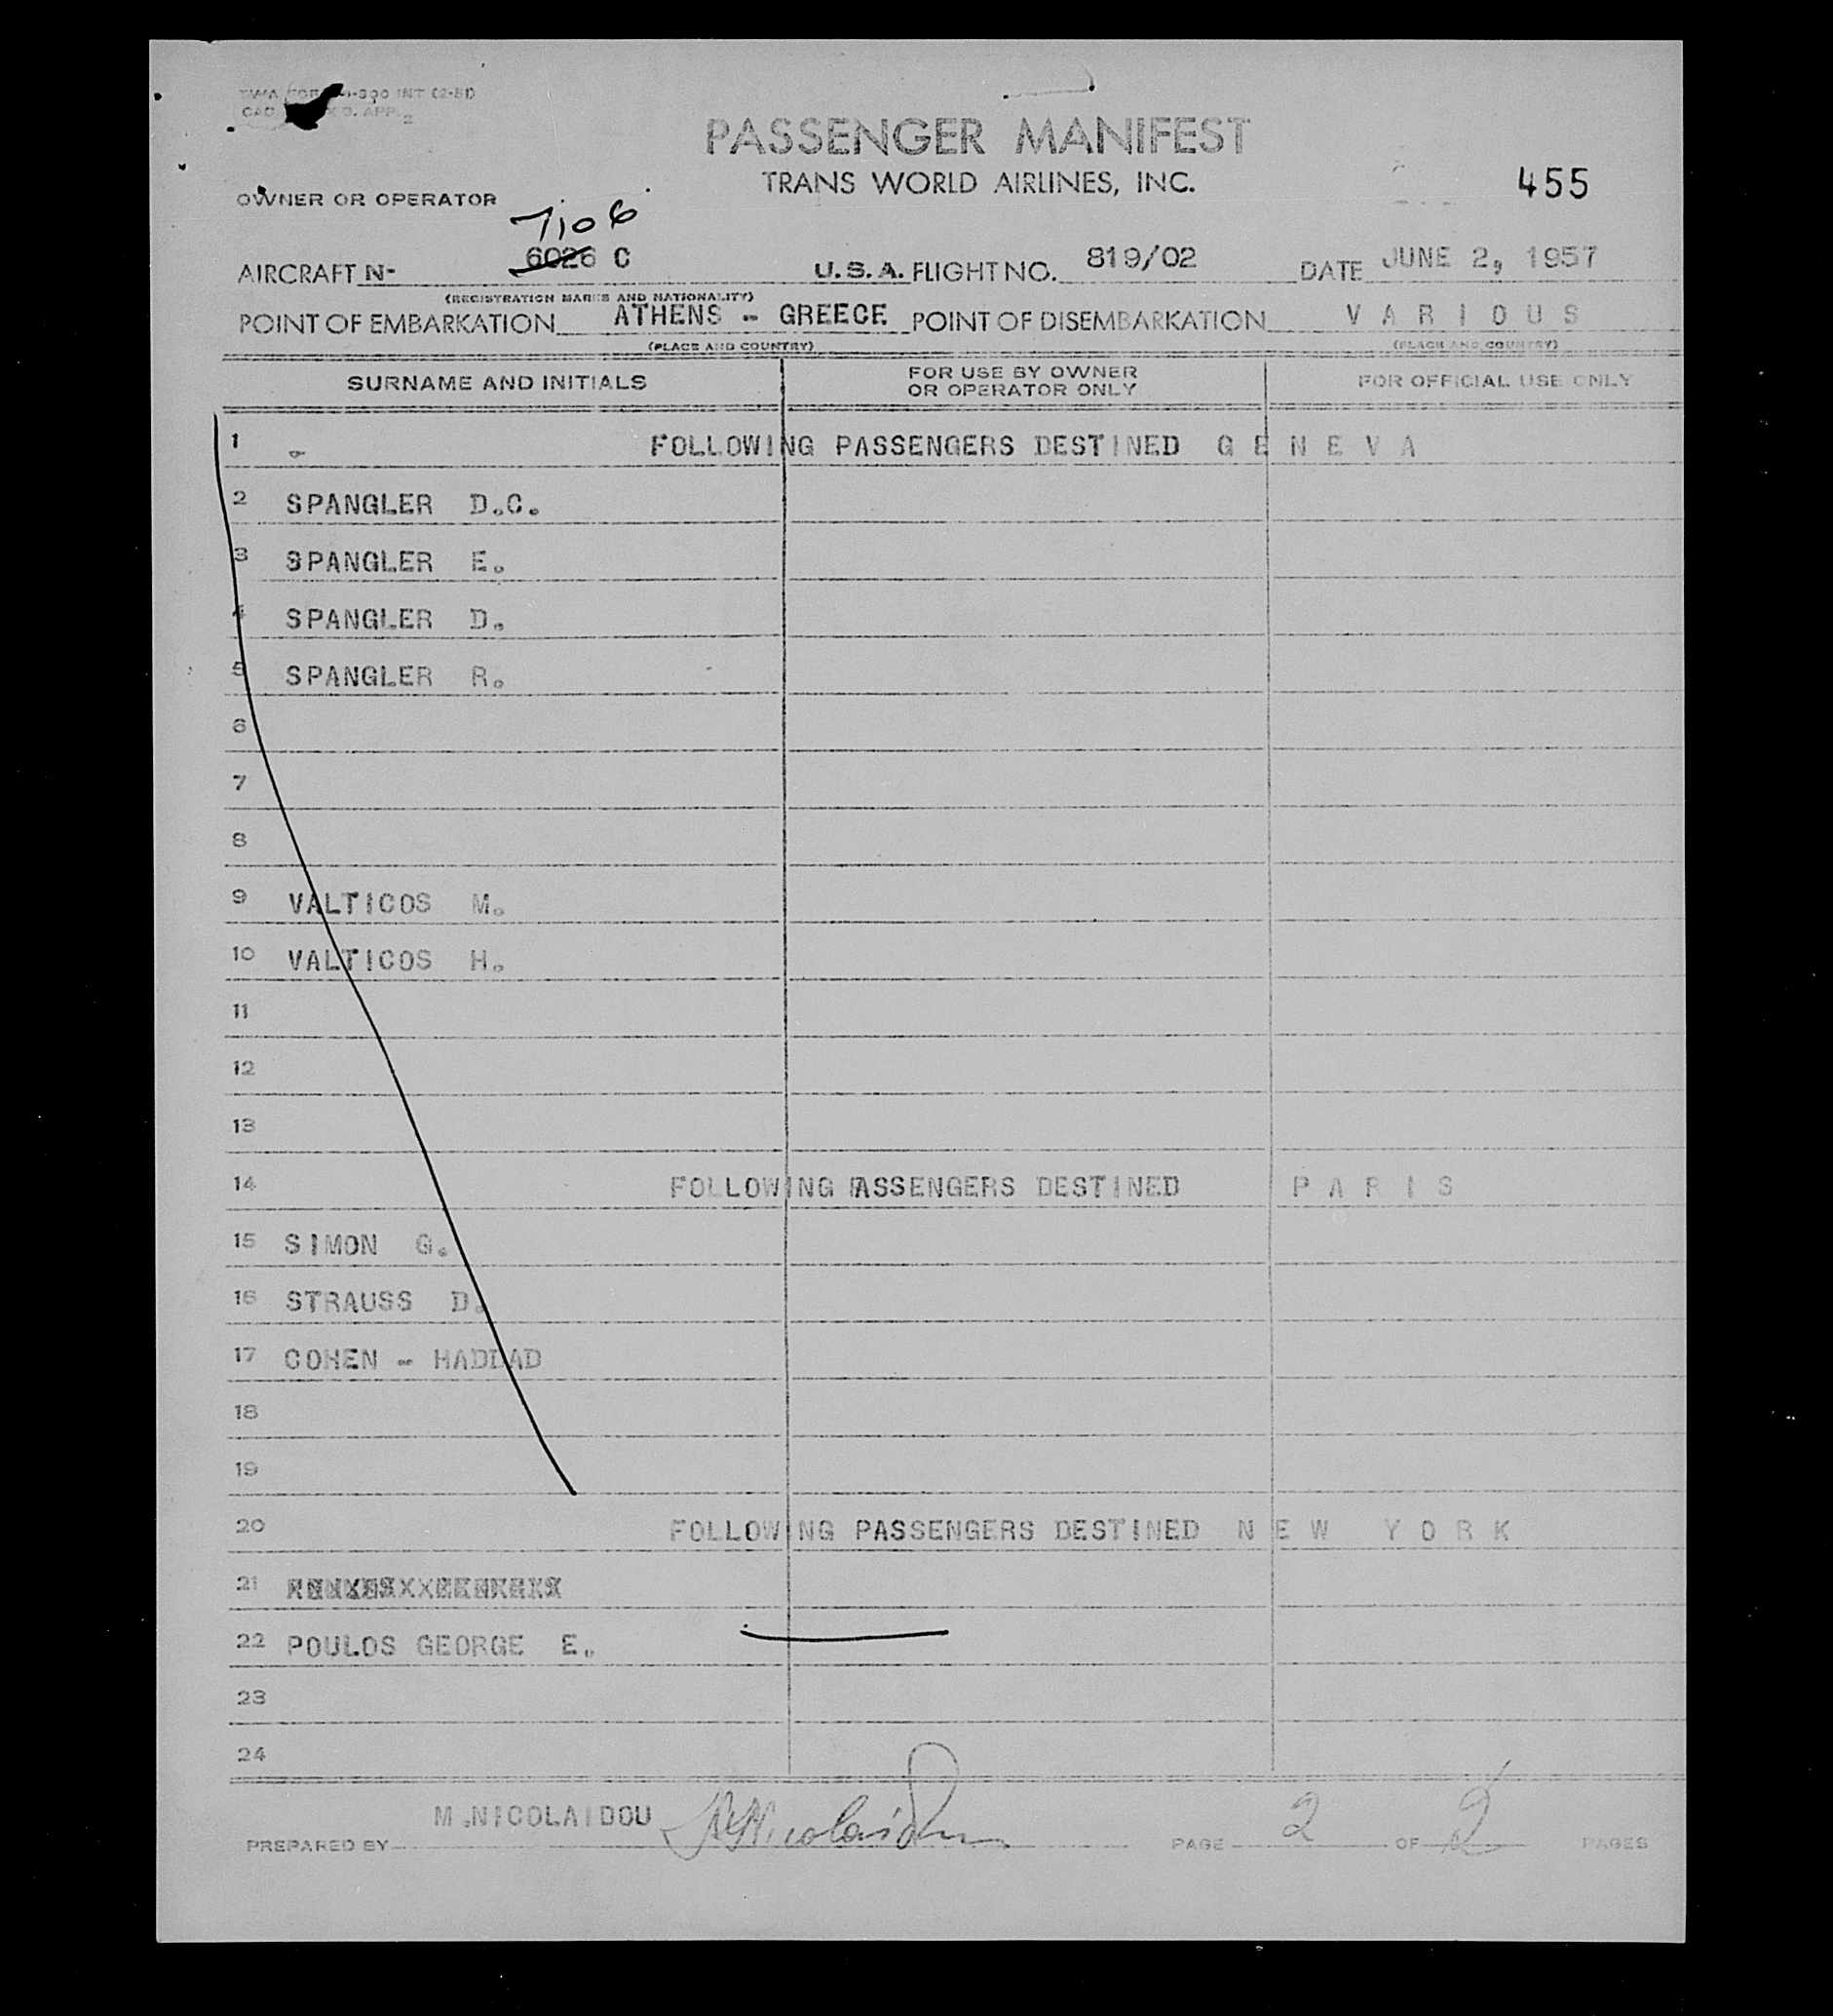 INT (2-51)
PASSENGER MANIFEST
TRANS WORLD AIRLINES, INC.
455
OWNER OR OPERATOR
7106
AIRCRAFT N- 6026 C U.S.A. FLIGHT NO. 819/02 DATE JUNE 2, 1957
(REGISTRATION MARKS AND NATIONALITY)
POINT OF EMBARKATION ATHENS - GREECE POINT OF DISEMBARKATION VARIOUS
(PLACE AND COUNTRY) (PLACE AND COUNTRY)
SURNAME AND INITIALS FOR USE BY OWNER OR OPERATOR ONLY FOR OFFICIAL USE ONLY
1 - FOLLOWING PASSENGERS DESTINED G E N E V A
2 SPANGLER D.C.
3 SPANGLER E.
4 SPANGLER D.
5 SPANGLER R.
6
7
8
9 VALTICOS M.
10 VALTICOS H.
11
12
13
14 FOLLOWING PASSENGERS DESTINED P A R I S
15 SIMON G.
16 STRAUSS D.
17 COHEN - HADDAD
18
19
20 FOLLOWING PASSENGERS DESTINED N E W Y O R K
21
22 POULOS GEORGE E.
23
24
PREPARED BY M.NICOLAIDOU M Nicolaidou PAGE 2 OF 2 PAGES